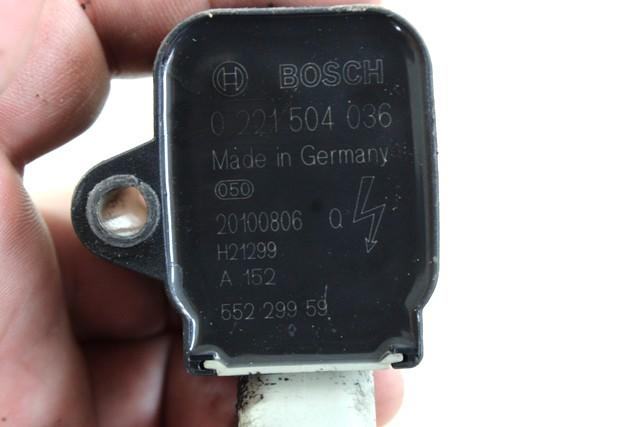 BOSCH
0 221 504 036
Made in Germany
050
20100806 Q
H21299
A 152
552 299 59